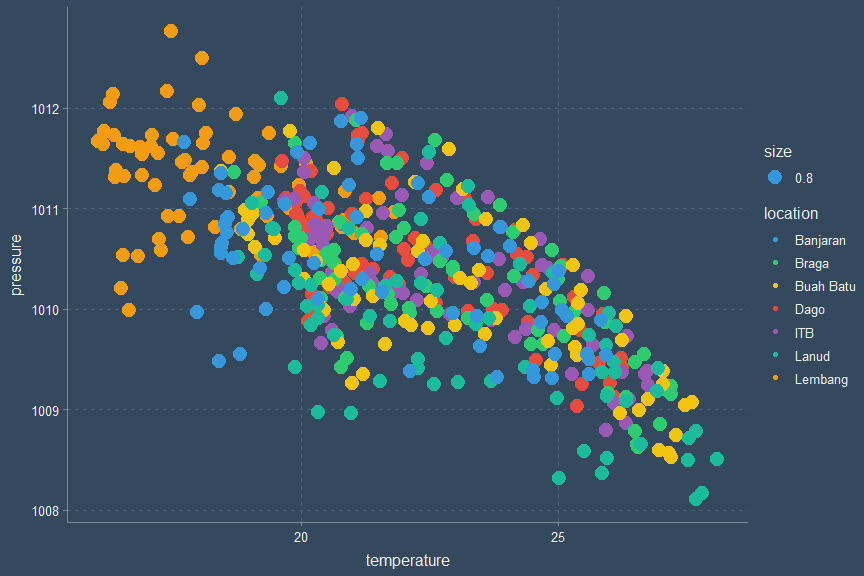 1012
1011
1010
1009
1008
pressure
20
25
temperature
size
0.8
location
Banjaran
Braga
Buah Batu
Dago
ITB
Lanud
Lembang